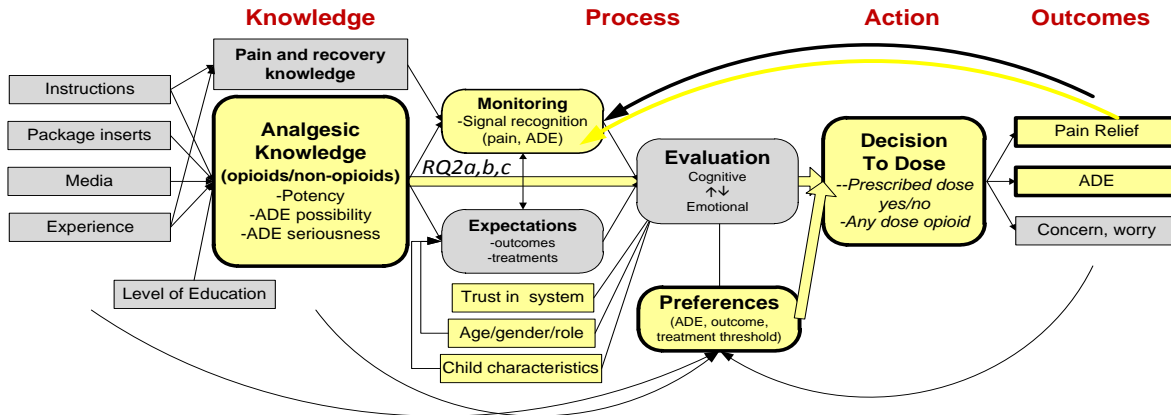 Knowledge
Process
Action
Outcomes
Pain and recovery
knowledge
Instructions
Package inserts
Media
Experience
Level of Education
Analgesic
Knowledge
(opioids/non-opioids)
-Potency
-ADE possibility
-ADE seriousness
Monitoring
-Signal recognition
(pain, ADE)
RQ2a,b,c
Expectations
-outcomes
-treatments
Trust in system
Age/gender/role
Child characteristics
Evaluation
Cognitive
↑↓
Emotional
Preferences
(ADE, outcome,
treatment threshold)
Decision
To Dose
--Prescribed dose
yes/no
-Any dose opioid
Pain Relief
ADE
Concern, worry